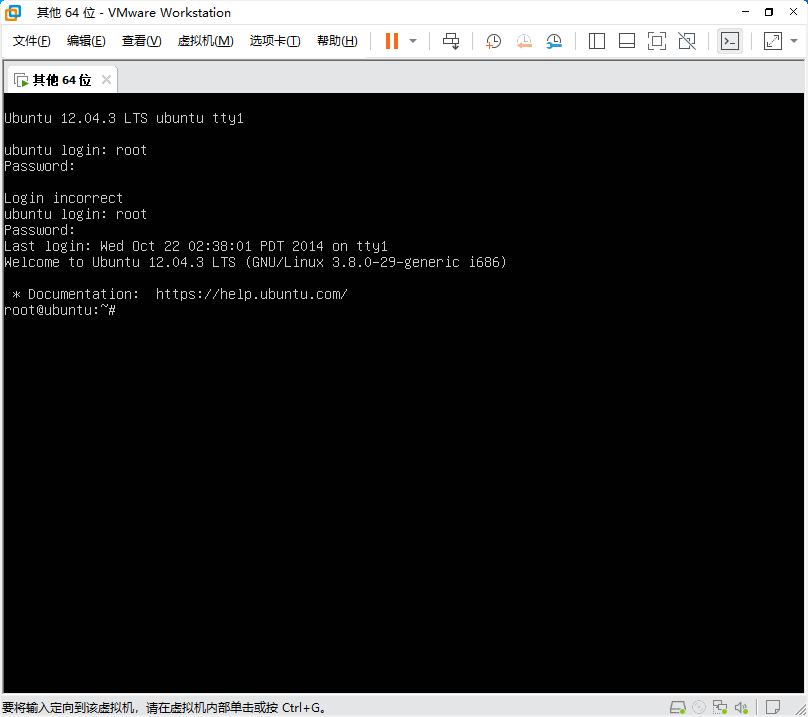 其他 64 位 - VMware Workstation
文件(F) 编辑(E) 查看(V) 虚拟机(M) 选项卡(T) 帮助(H)
其他 64 位
Ubuntu 12.04.3 LTS ubuntu tty1
ubuntu login: root
Password:
Login incorrect
ubuntu login: root
Password:
Last login: Wed Oct 22 02:38:01 PDT 2014 on tty1
Welcome to Ubuntu 12.04.3 LTS (GNU/Linux 3.8.0-29-generic i686)
* Documentation:  https://help.ubuntu.com/
root@ubuntu:~#
要将输入定向到该虚拟机，请在虚拟机内部单击或按 Ctrl+G。